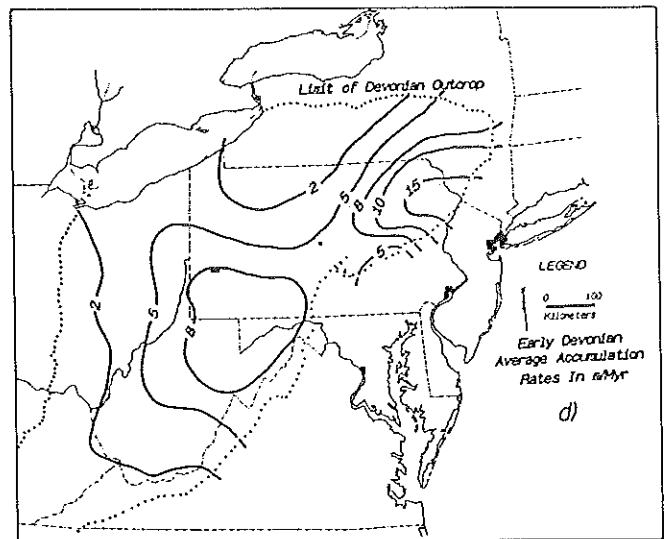 Lisit of Devonian Outcrop
2
5
8
10
15
5
2
5
8
LEGEND
0 100
Kilometers
Early Devonian
Average Accumulation
Rates In m/Myr
d)